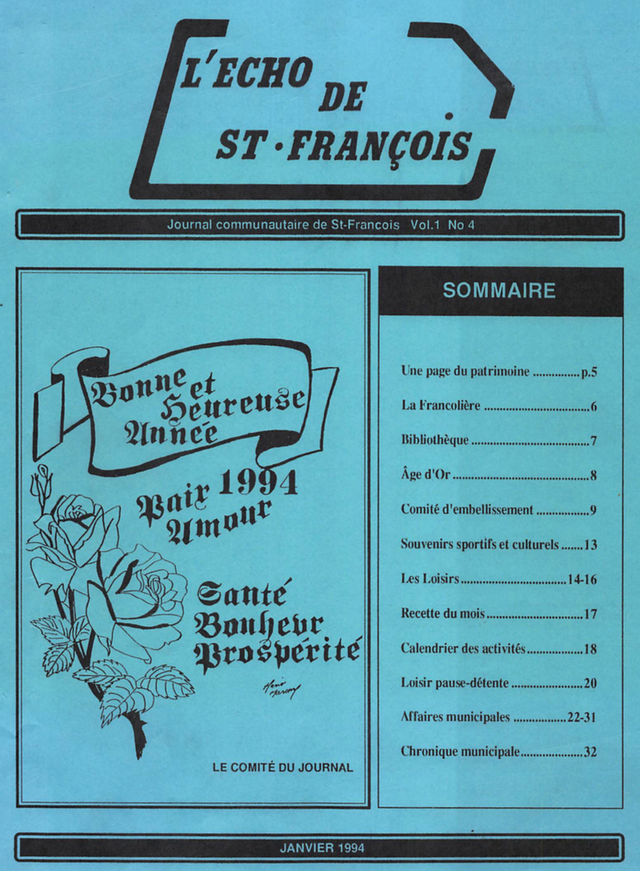 L'ECHO
DE
ST·FRANÇOIS
Journal communautaire de St-Francois Vol.1 No 4
Bonne et
Heureuse
Année
Paix 1994
Amour
Santé
Bonheur
Prospérité
LE COMITÉ DU JOURNAL
SOMMAIRE
Une page du patrimoine ...............p.5
La Francolière ..................................6
Bibliothèque ......................................7
Âge d'Or ............................................8
Comité d'embellissement .................9
Souvenirs sportifs et culturels .......13
Les Loisirs..................................14-16
Recette du mois................................17
Calendrier des activités...................18
Loisir pause-détente ........................20
Affaires municipales .................22-31
Chronique municipale....................32
JANVIER 1994